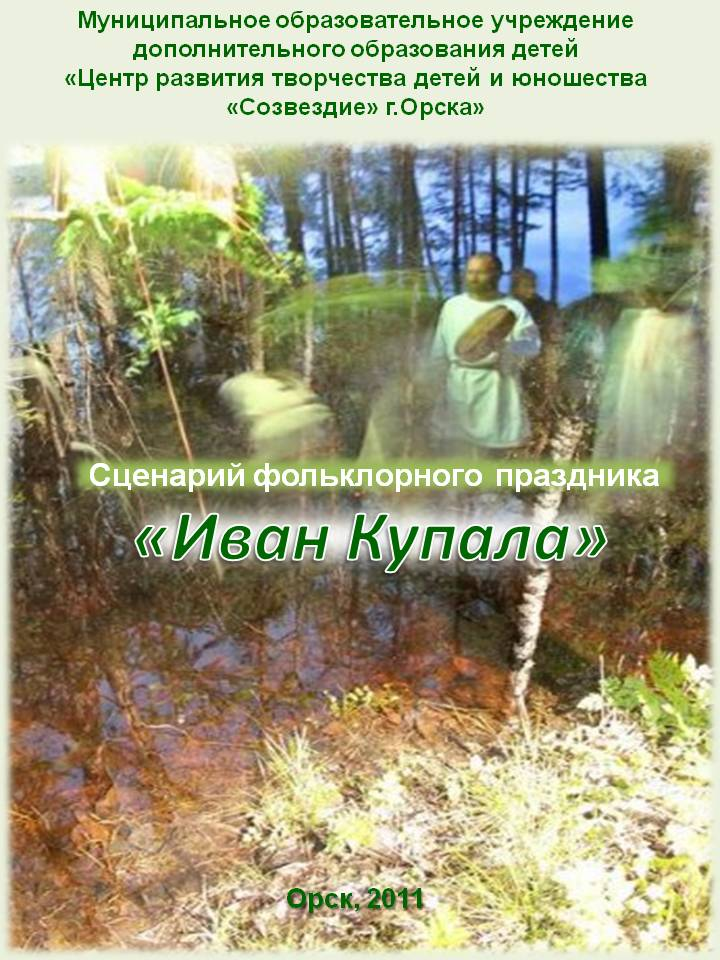 Муниципальное образовательное учреждение
дополнительного образования детей
«Центр развития творчества детей и юношества
«Созвездие» г.Орска»
Сценарий фольклорного праздника
«Иван Купала»
Орск, 2011